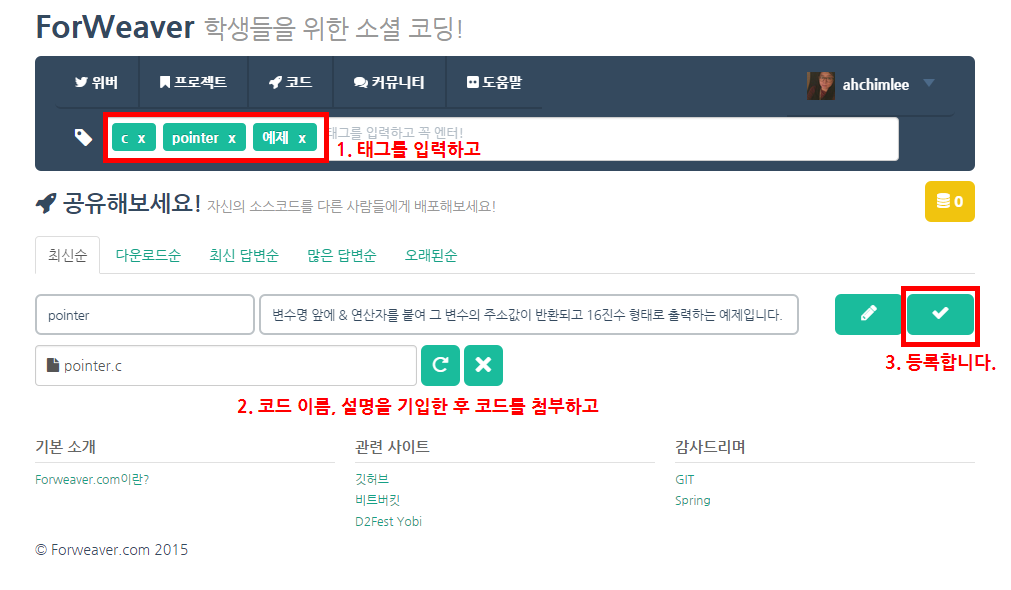 ForWeaver 학생들을 위한 소셜 코딩!
위버 프로젝트 코드 커뮤니티 도움말 ahchimlee
c x pointer x 예제 x 태그를 입력하고 꼭 엔터!
1. 태그를 입력하고
공유해보세요! 자신의 소스코드를 다른 사람들에게 배포해보세요! 0
최신순 다운로드순 최신 답변순 많은 답변순 오래된순
pointer 변수명 앞에 & 연산자를 붙여 그 변수의 주소값이 반환되고 16진수 형태로 출력하는 예제입니다.
3. 등록합니다.
pointer.c
2. 코드 이름, 설명을 기입한 후 코드를 첨부하고
기본 소개 관련 사이트 감사드리며
Forweaver.com이란? 깃허브 GIT
비트버킷 Spring
D2Fest Yobi
© Forweaver.com 2015